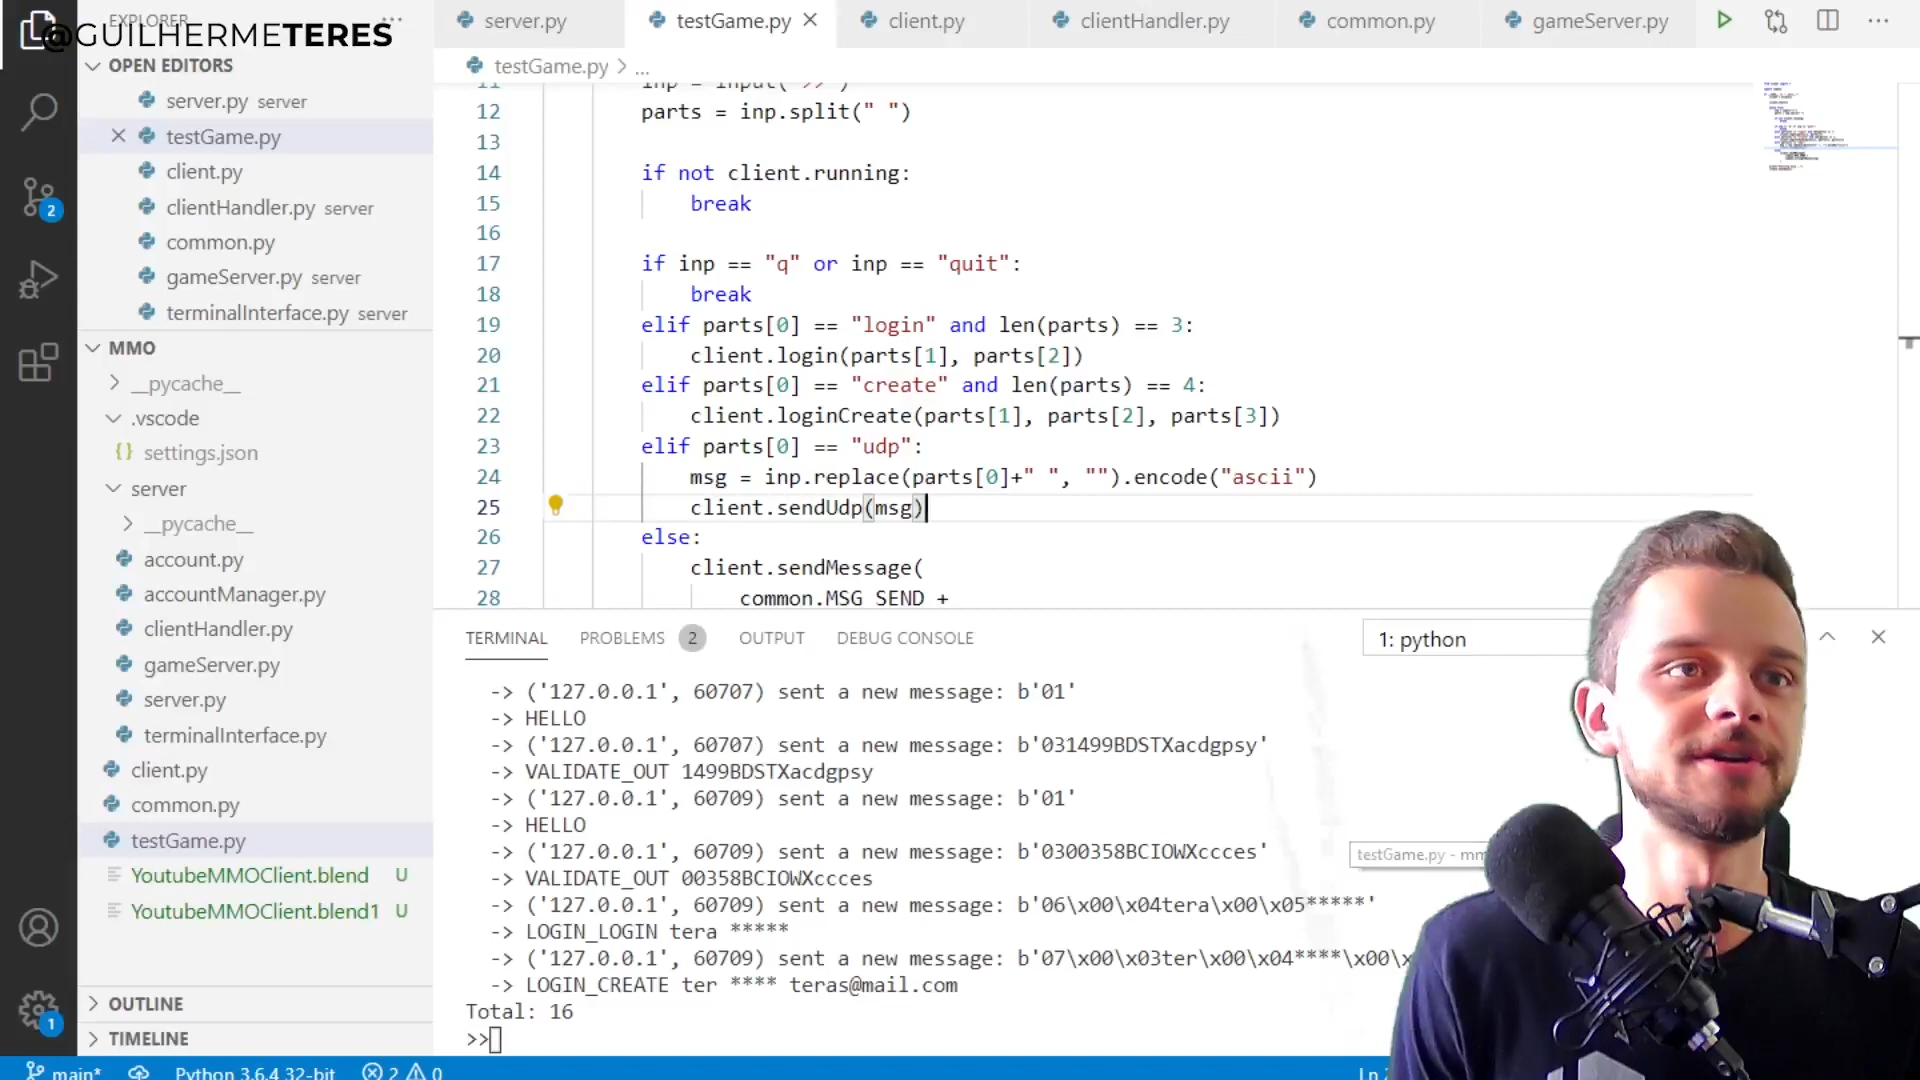 EXPLORER
@GUILHERMETERES
OPEN EDITORS
server.py server
testGame.py
client.py
clientHandler.py server
common.py
gameServer.py server
terminalInterface.py server
MMO
__pycache__
.vscode
settings.json
server
__pycache__
account.py
accountManager.py
clientHandler.py
gameServer.py
server.py
terminalInterface.py
client.py
common.py
testGame.py
YoutubeMMOClient.blend U
YoutubeMMOClient.blend1 U
OUTLINE
TIMELINE
2
1
server.py testGame.py client.py clientHandler.py common.py gameServer.py
testGame.py > ...
12 parts = inp.split(" ")
13
14 if not client.running:
15 break
16
17 if inp == "q" or inp == "quit":
18 break
19 elif parts[0] == "login" and len(parts) == 3:
20 client.login(parts[1], parts[2])
21 elif parts[0] == "create" and len(parts) == 4:
22 client.loginCreate(parts[1], parts[2], parts[3])
23 elif parts[0] == "udp":
24 msg = inp.replace(parts[0]+" ", "").encode("ascii")
25 client.sendUdp(msg)
26 else:
27 client.sendMessage(
28 common.MSG_SEND +
TERMINAL PROBLEMS 2 OUTPUT DEBUG CONSOLE 1: python
-> ('127.0.0.1', 60707) sent a new message: b'01'
-> HELLO
-> ('127.0.0.1', 60707) sent a new message: b'031499BDSTXacdgpsy'
-> VALIDATE_OUT 1499BDSTXacdgpsy
-> ('127.0.0.1', 60709) sent a new message: b'01'
-> HELLO
-> ('127.0.0.1', 60709) sent a new message: b'0300358BCIOWXccces'
-> VALIDATE_OUT 00358BCIOWXccces
-> ('127.0.0.1', 60709) sent a new message: b'06\x00\x04tera\x00\x05*****'
-> LOGIN_LOGIN tera *****
-> ('127.0.0.1', 60709) sent a new message: b'07\x00\x03ter\x00\x04****\x00\x
-> LOGIN_CREATE ter **** teras@mail.com
Total: 16
>>
testGame.py - mm
main* Python 3.6.4 32-bit 2 0